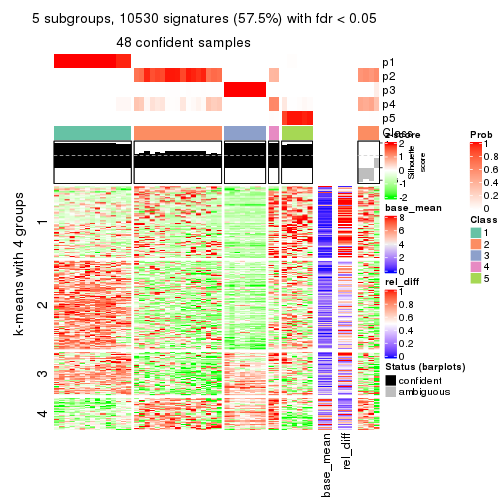 5 subgroups, 10530 signatures (57.5%) with fdr < 0.05
48 confident samples
p1
p2
p3
p4
p5
Class
Silhouette
score
k-means with 4 groups
1
2
3
4
base_mean
rel_diff
z-score
2
1
0
-1
-2
base_mean
8
6
4
2
0
rel_diff
1
0.8
0.6
0.4
0.2
0
Status (barplots)
confident
ambiguous
Prob
1
0.8
0.6
0.4
0.2
0
Class
1
2
3
4
5